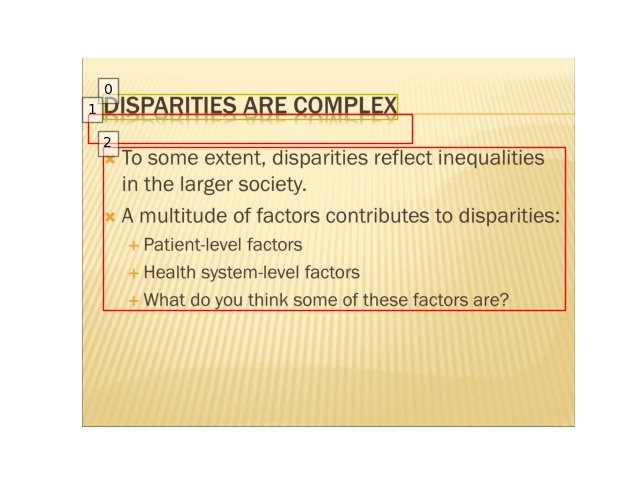 0
DISPARITIES ARE COMPLEX
1
2
To some extent, disparities reflect inequalities
in the larger society.
A multitude of factors contributes to disparities:
Patient-level factors
Health system-level factors
What do you think some of these factors are?